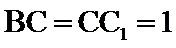 BC = CC₁ = 1